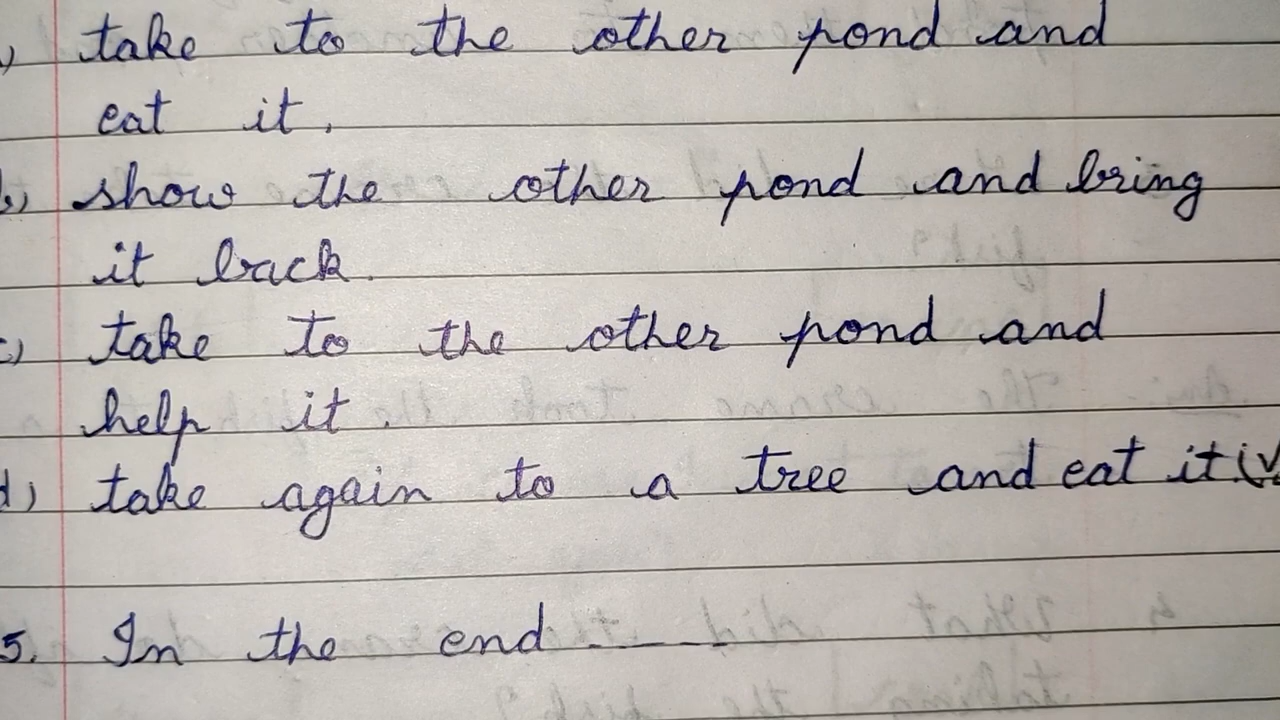 a) take to the other pond and
eat it.
b) show the other pond and bring
it back.
c) take to the other pond and
help it.
d) take again to a tree and eat it (✓
5. In the end -----